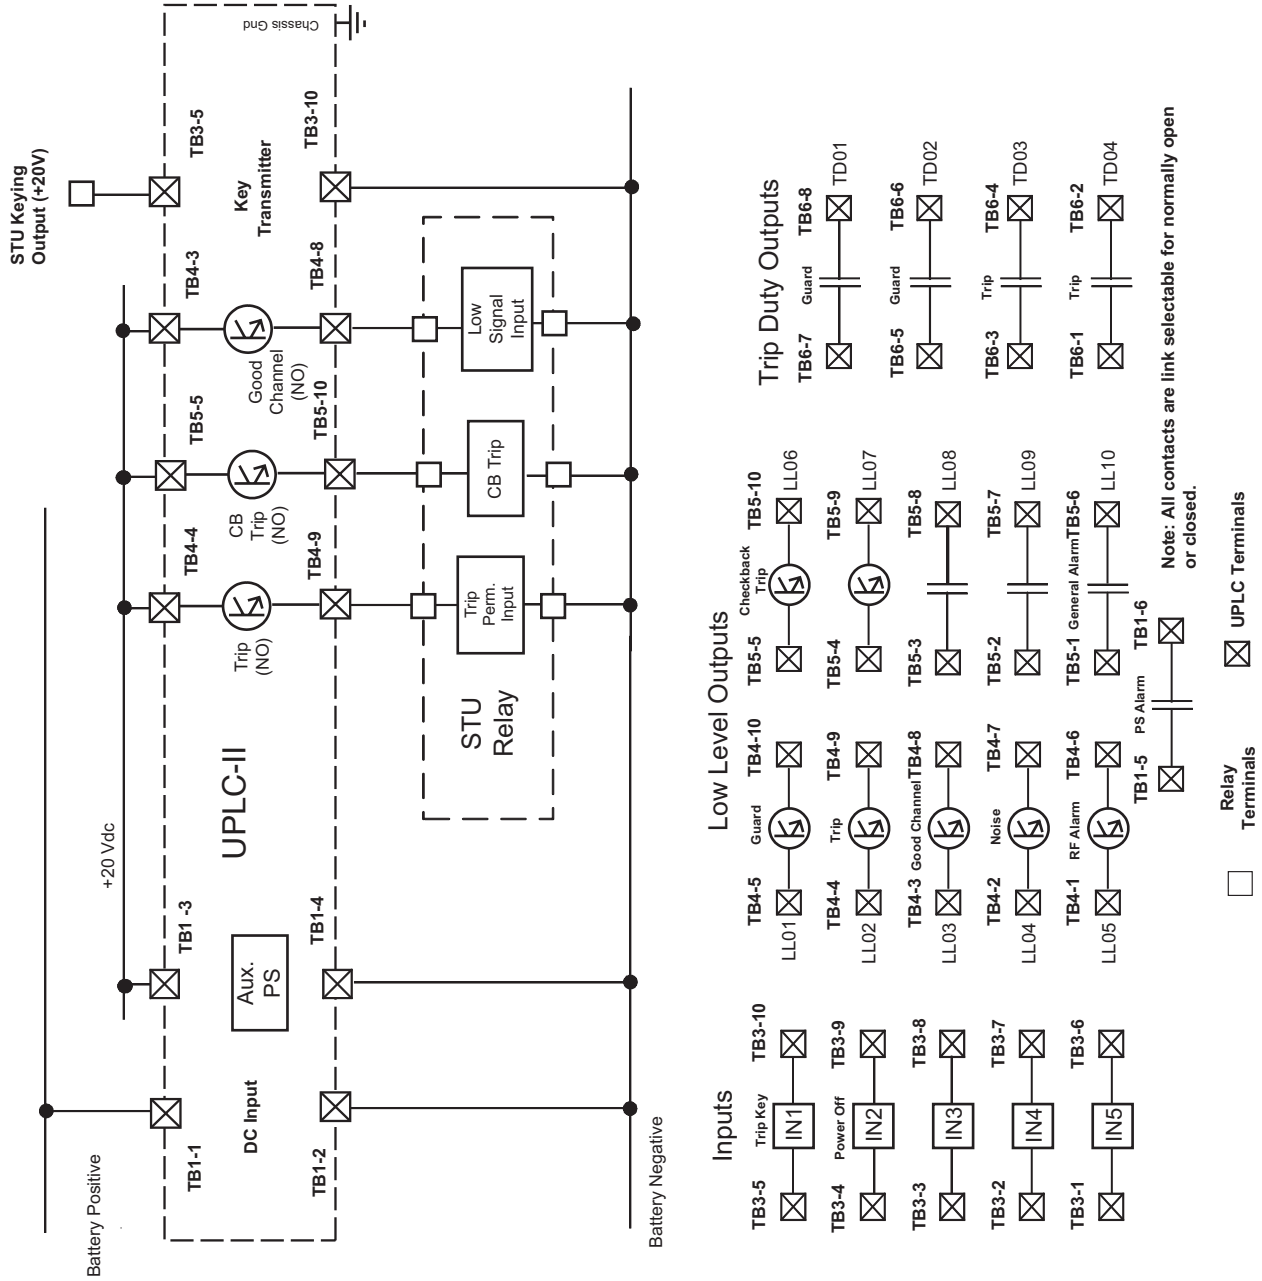 Battery Positive
+20 Vdc
STU Keying
Output (+20V)
TB1-1
TB1 -3
TB4-4
TB5-5
TB4-3
TB3-5
DC Input
Aux.
PS
UPLC-II
Trip
(NO)
CB
Trip
(NO)
Good
Channel
(NO)
Key
Transmitter
Chassis Gnd
TB1-2
TB1-4
TB4-9
TB5-10
TB4-8
TB3-10
STU
Relay
Trip
Perm.
Input
CB Trip
Low
Signal
Input
Battery Negative
Inputs
TB3-5
Trip Key
IN1
TB3-10
TB3-4
Power Off
IN2
TB3-9
TB3-3
IN3
TB3-8
TB3-2
IN4
TB3-7
TB3-1
IN5
TB3-6
Low Level Outputs
LL01
TB4-5
Guard
TB4-10
LL02
TB4-4
Trip
TB4-9
LL03
TB4-3
Good Channel
TB4-8
LL04
TB4-2
Noise
TB4-7
LL05
TB4-1
RF Alarm
TB4-6
TB5-5
Checkback
Trip
TB5-10
LL06
TB5-4
TB5-9
LL07
TB5-3
TB5-8
LL08
TB5-2
TB5-7
LL09
TB5-1
General Alarm
TB5-6
LL10
TB1-5
PS Alarm
TB1-6
Trip Duty Outputs
TB6-7
Guard
TB6-8
TD01
TB6-5
Guard
TB6-6
TD02
TB6-3
Trip
TB6-4
TD03
TB6-1
Trip
TB6-2
TD04
Note: All contacts are link selectable for normally open
or closed.
Relay
Terminals
UPLC Terminals